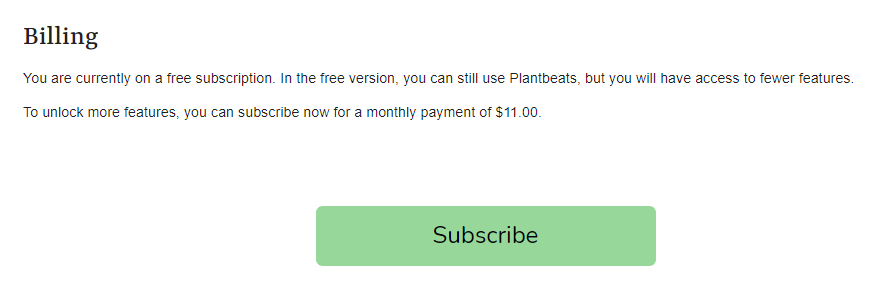 Billing
You are currently on a free subscription. In the free version, you can still use Plantbeats, but you will have access to fewer features.
To unlock more features, you can subscribe now for a monthly payment of $11.00.
Subscribe